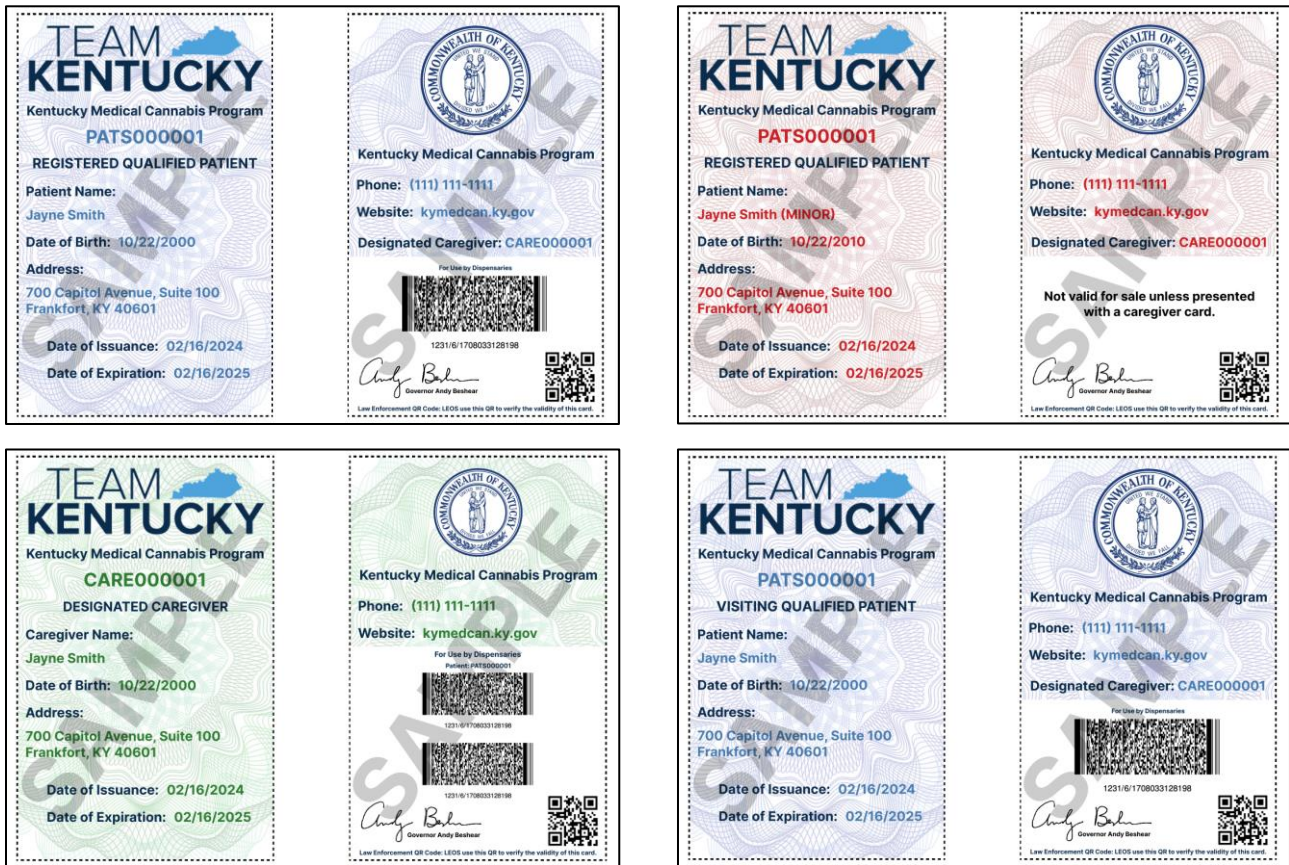 TEAM
KENTUCKY
Kentucky Medical Cannabis Program
PATS000001
REGISTERED QUALIFIED PATIENT
Patient Name:
Jayne Smith
Date of Birth: 10/22/2000
Address:
700 Capitol Avenue, Suite 100
Frankfort, KY 40601
Date of Issuance: 02/16/2024
Date of Expiration: 02/16/2025
SAMPLE
COMMONWEALTH OF KENTUCKY
UNITED WE STAND
DIVIDED WE FALL
Kentucky Medical Cannabis Program
Phone: (111) 111-1111
Website: kymedcan.ky.gov
Designated Caregiver: CARE000001
For Use by Dispensaries
1231/6/1708033128198
Andy Beshear
Governor Andy Beshear
Law Enforcement QR Code: LEOS use this QR to verify the validity of this card.
SAMPLE
TEAM
KENTUCKY
Kentucky Medical Cannabis Program
PATS000001
REGISTERED QUALIFIED PATIENT
Patient Name:
Jayne Smith (MINOR)
Date of Birth: 10/22/2010
Address:
700 Capitol Avenue, Suite 100
Frankfort, KY 40601
Date of Issuance: 02/16/2024
Date of Expiration: 02/16/2025
SAMPLE
COMMONWEALTH OF KENTUCKY
UNITED WE STAND
DIVIDED WE FALL
Kentucky Medical Cannabis Program
Phone: (111) 111-1111
Website: kymedcan.ky.gov
Designated Caregiver: CARE000001
Not valid for sale unless presented
with a caregiver card.
Andy Beshear
Governor Andy Beshear
Law Enforcement QR Code: LEOS use this QR to verify the validity of this card.
SAMPLE
TEAM
KENTUCKY
Kentucky Medical Cannabis Program
CARE000001
DESIGNATED CAREGIVER
Caregiver Name:
Jayne Smith
Date of Birth: 10/22/2000
Address:
700 Capitol Avenue, Suite 100
Frankfort, KY 40601
Date of Issuance: 02/16/2024
Date of Expiration: 02/16/2025
SAMPLE
COMMONWEALTH OF KENTUCKY
UNITED WE STAND
DIVIDED WE FALL
Kentucky Medical Cannabis Program
Phone: (111) 111-1111
Website: kymedcan.ky.gov
For Use by Dispensaries
Patient: PATS000001
1231/6/1708033128198
1231/6/1708033128198
Andy Beshear
Governor Andy Beshear
Law Enforcement QR Code: LEOS use this QR to verify the validity of this card.
SAMPLE
TEAM
KENTUCKY
Kentucky Medical Cannabis Program
PATS000001
VISITING QUALIFIED PATIENT
Patient Name:
Jayne Smith
Date of Birth: 10/22/2000
Address:
700 Capitol Avenue, Suite 100
Frankfort, KY 40601
Date of Issuance: 02/16/2024
Date of Expiration: 02/16/2025
SAMPLE
COMMONWEALTH OF KENTUCKY
UNITED WE STAND
DIVIDED WE FALL
Kentucky Medical Cannabis Program
Phone: (111) 111-1111
Website: kymedcan.ky.gov
Designated Caregiver: CARE000001
For Use by Dispensaries
1231/6/1708033128198
Andy Beshear
Governor Andy Beshear
Law Enforcement QR Code: LEOS use this QR to verify the validity of this card.
SAMPLE